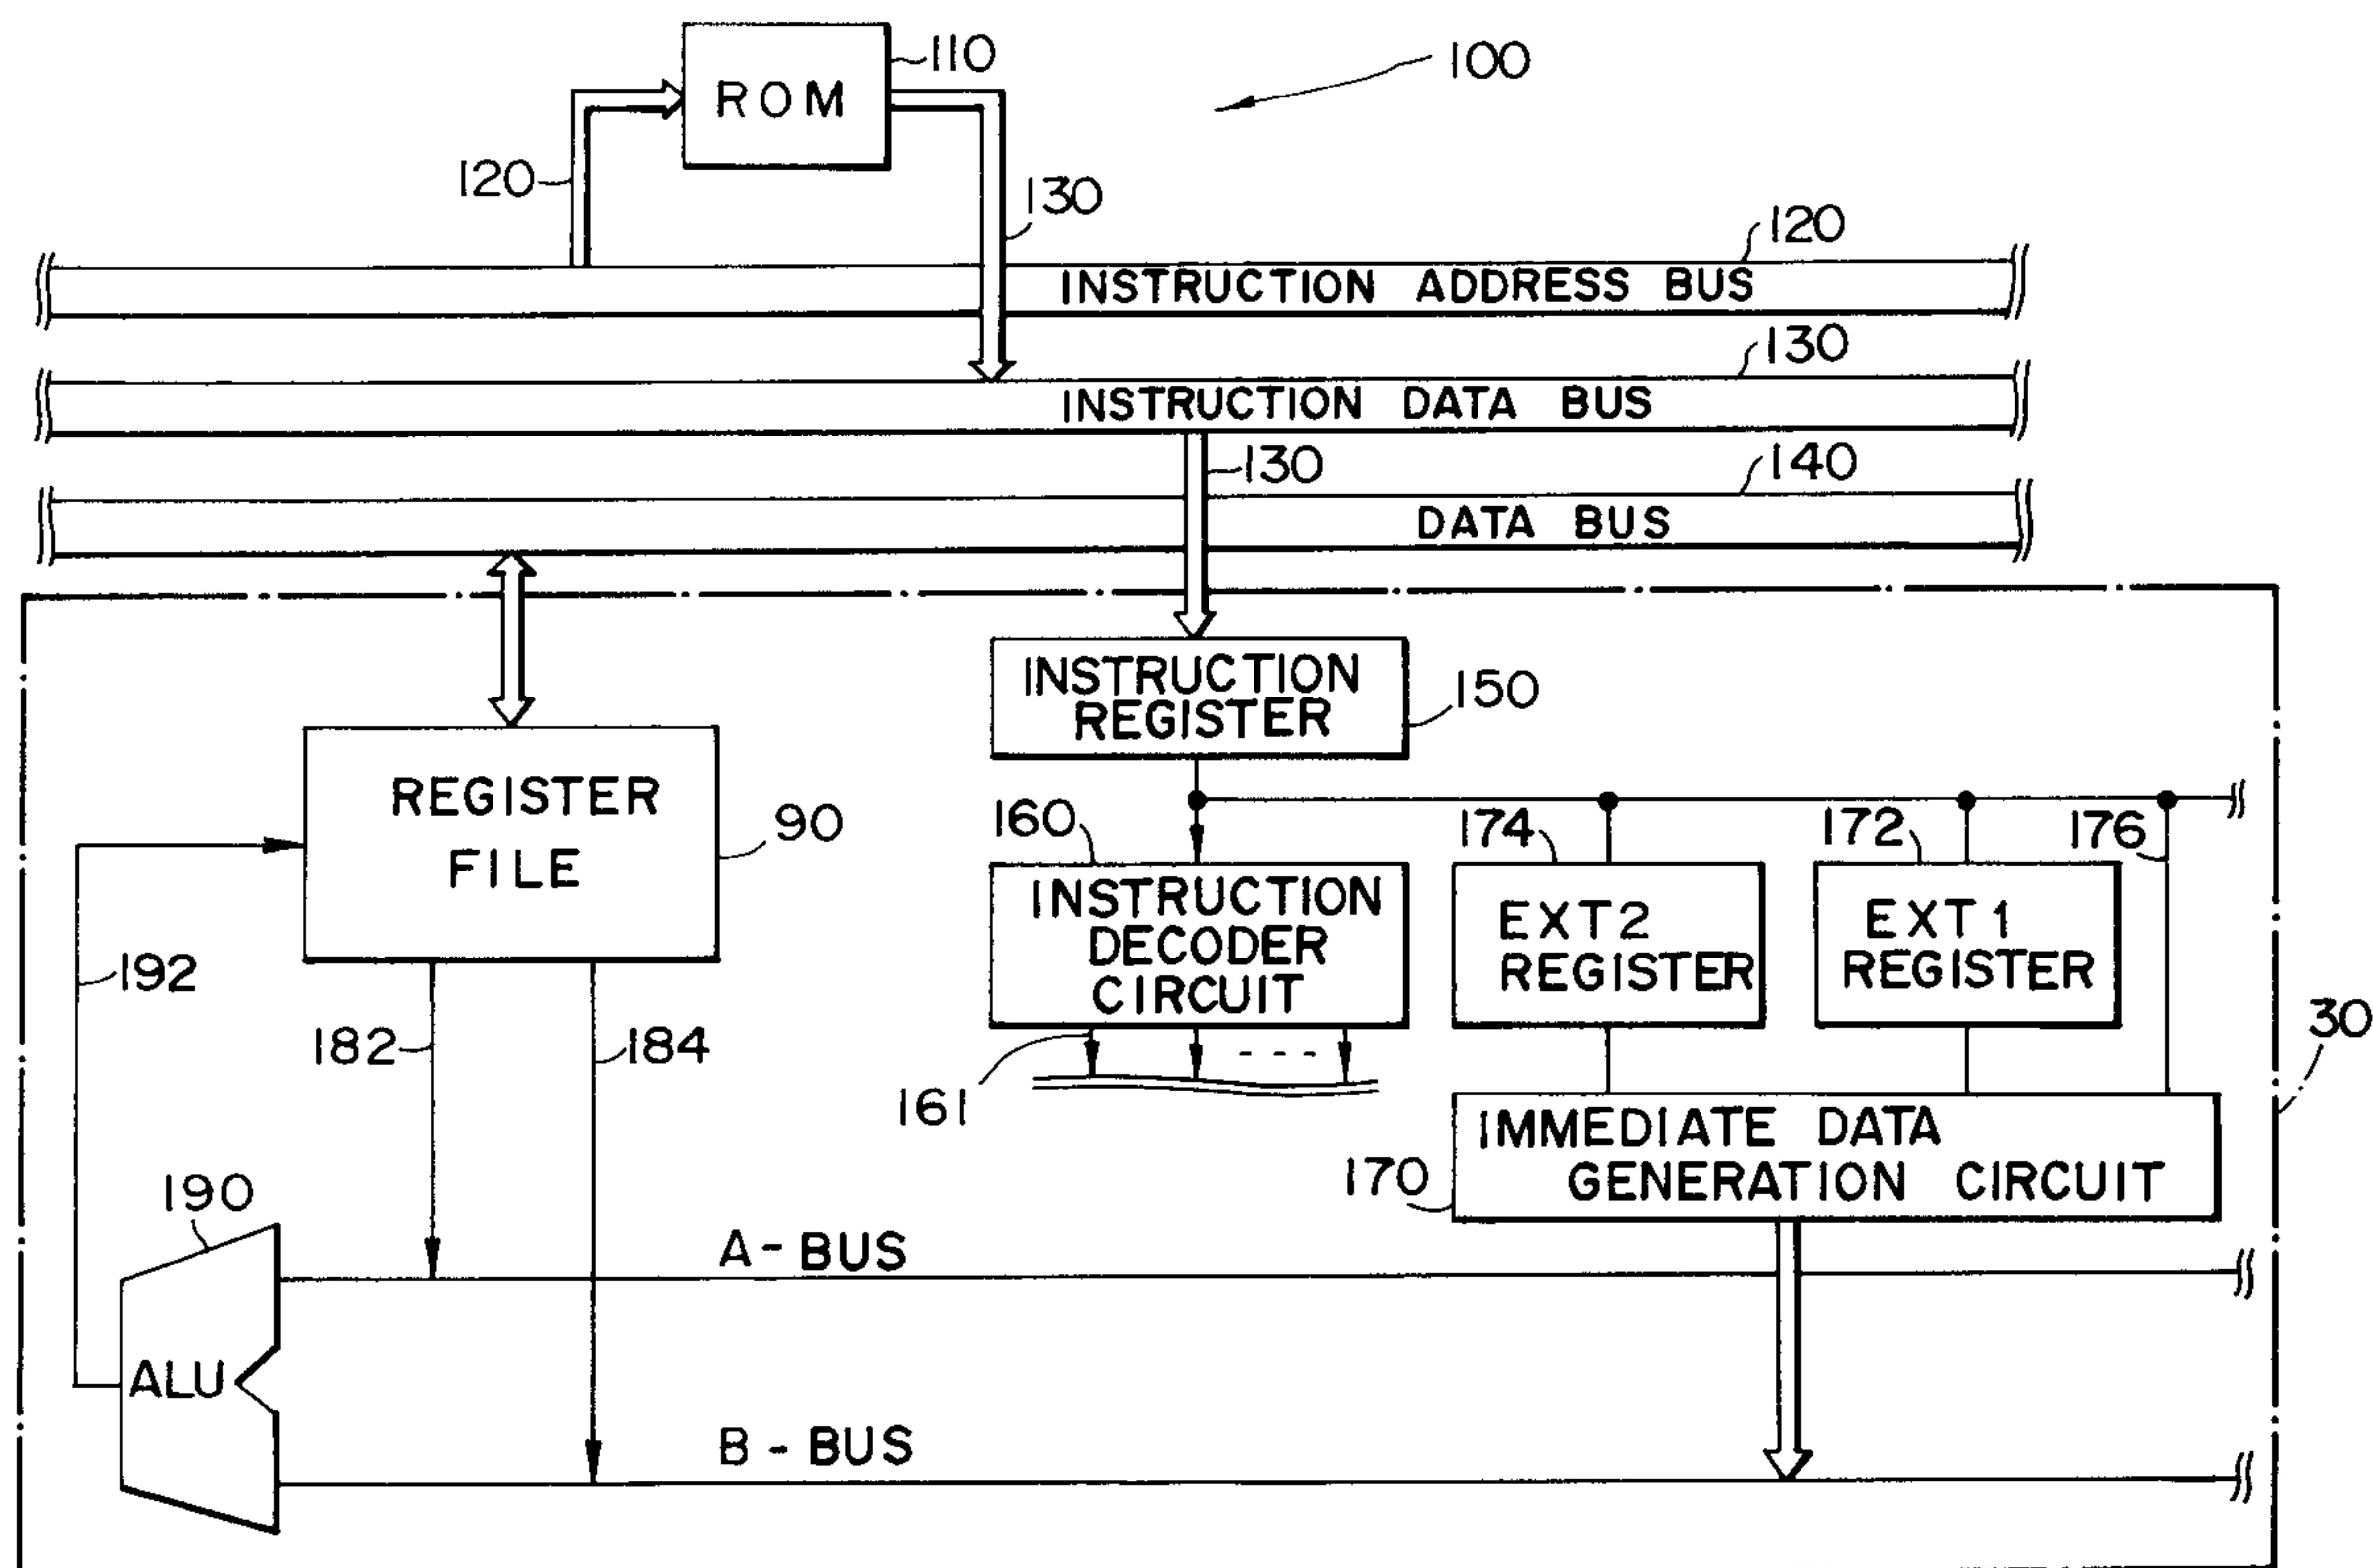 110
100
ROM
120
130
120
INSTRUCTION ADDRESS BUS
130
INSTRUCTION DATA BUS
130
140
DATA BUS
INSTRUCTION
REGISTER
150
REGISTER
FILE
90
160
174
172
176
INSTRUCTION
DECODER
CIRCUIT
EXT2
REGISTER
EXT1
REGISTER
192
182
184
30
161
IMMEDIATE DATA
GENERATION CIRCUIT
170
190
A-BUS
ALU
B-BUS